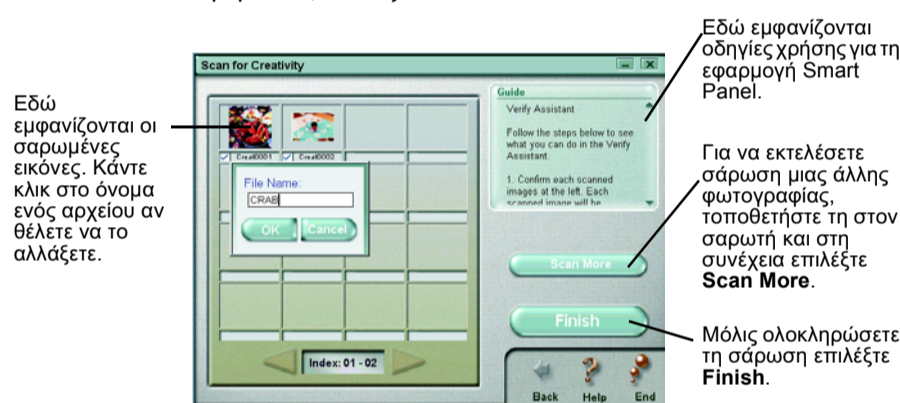 Εδώ
εμφανίζονται οι
σαρωμένες
εικόνες. Κάντε
κλικ στο όνομα
ενός αρχείου αν
θέλετε να το
αλλάξετε.
Scan for Creativity
Creat0001 Creat0002
File Name:
CRAB
OK Cancel
Index: 01 - 02
Guide
Verify Assistant
Follow the steps below to see
what you can do in the Verify
Assistant.
1. Confirm each scanned
images at the left. Each
scanned image will be
Scan More
Finish
Back Help End
Εδώ εμφανίζονται
οδηγίες χρήσης για τη
εφαρμογή Smart
Panel.
Για να εκτελέσετε
σάρωση μιας άλλης
φωτογραφίας,
τοποθετήστε τη στον
σαρωτή και στη
συνέχεια επιλέξτε
Scan More.
Μόλις ολοκληρώσετε
τη σάρωση επιλέξτε
Finish.